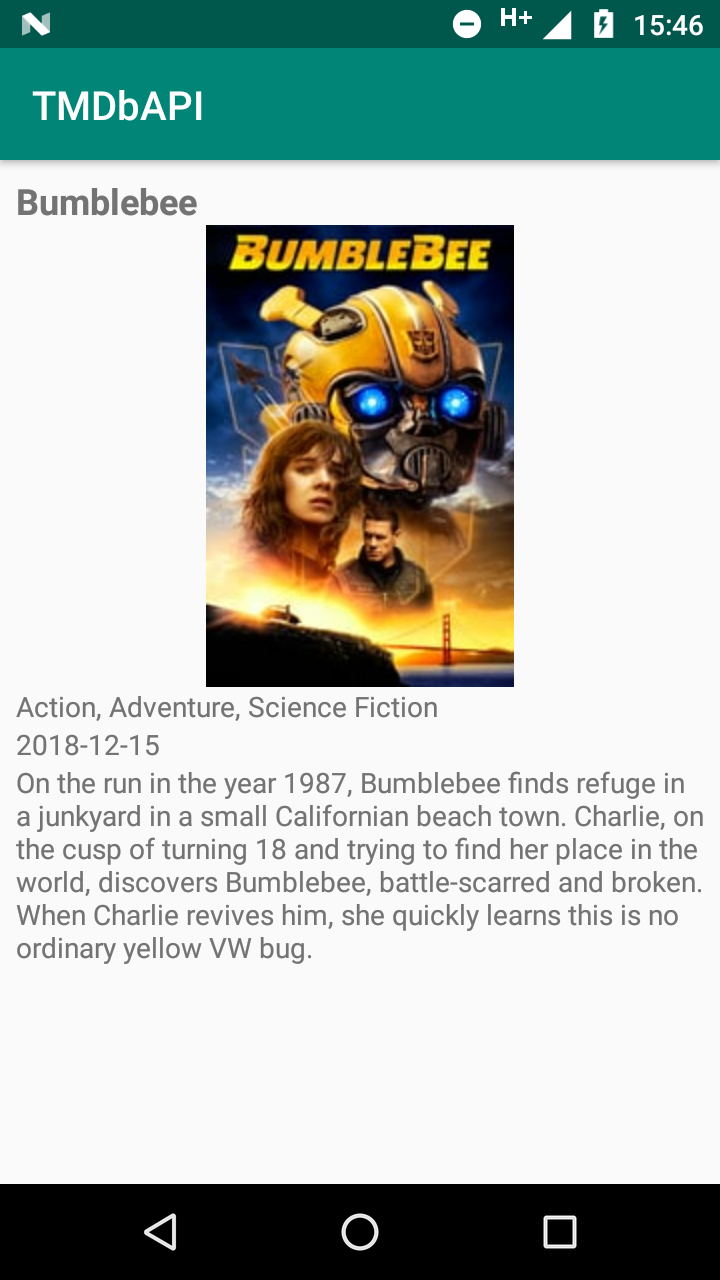 H+ 15:46
TMDbAPI
Bumblebee
BUMBLEBEE
Action, Adventure, Science Fiction
2018-12-15
On the run in the year 1987, Bumblebee finds refuge in
a junkyard in a small Californian beach town. Charlie, on
the cusp of turning 18 and trying to find her place in the
world, discovers Bumblebee, battle-scarred and broken.
When Charlie revives him, she quickly learns this is no
ordinary yellow VW bug.